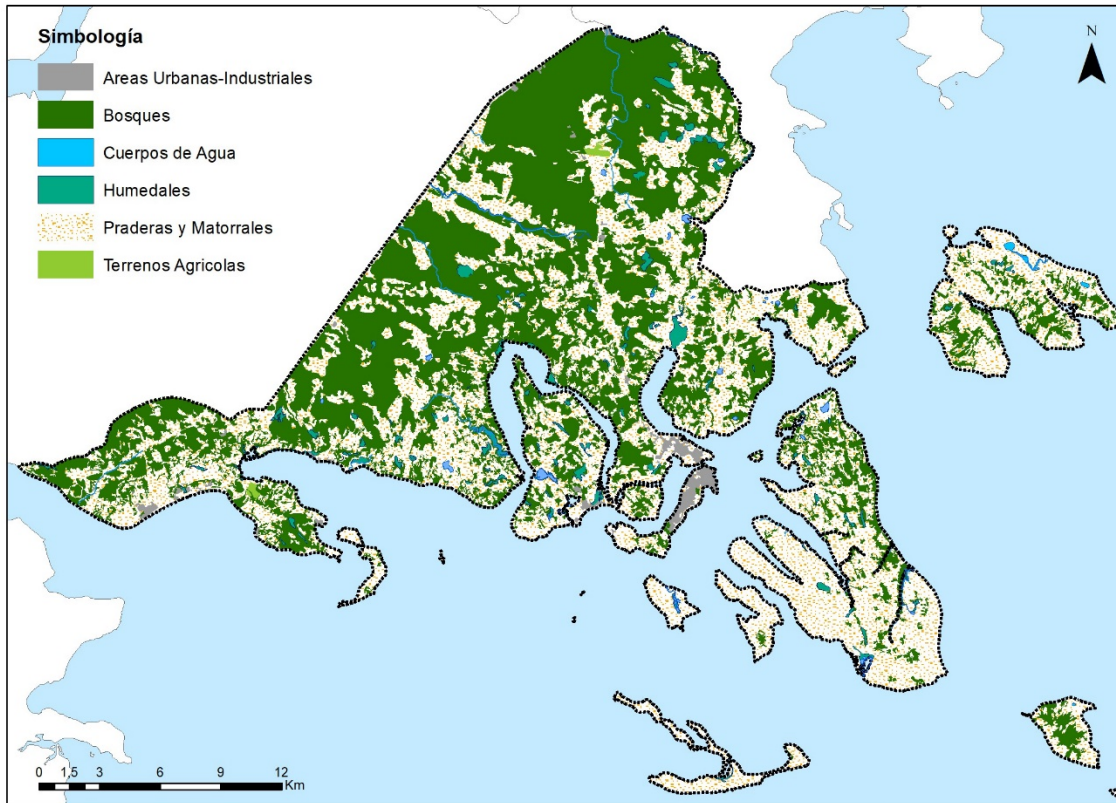 Simbología
Areas Urbanas-Industriales
Bosques
Cuerpos de Agua
Humedales
Praderas y Matorrales
Terrenos Agricolas
N
0 1,5 3 6 9 12
Km